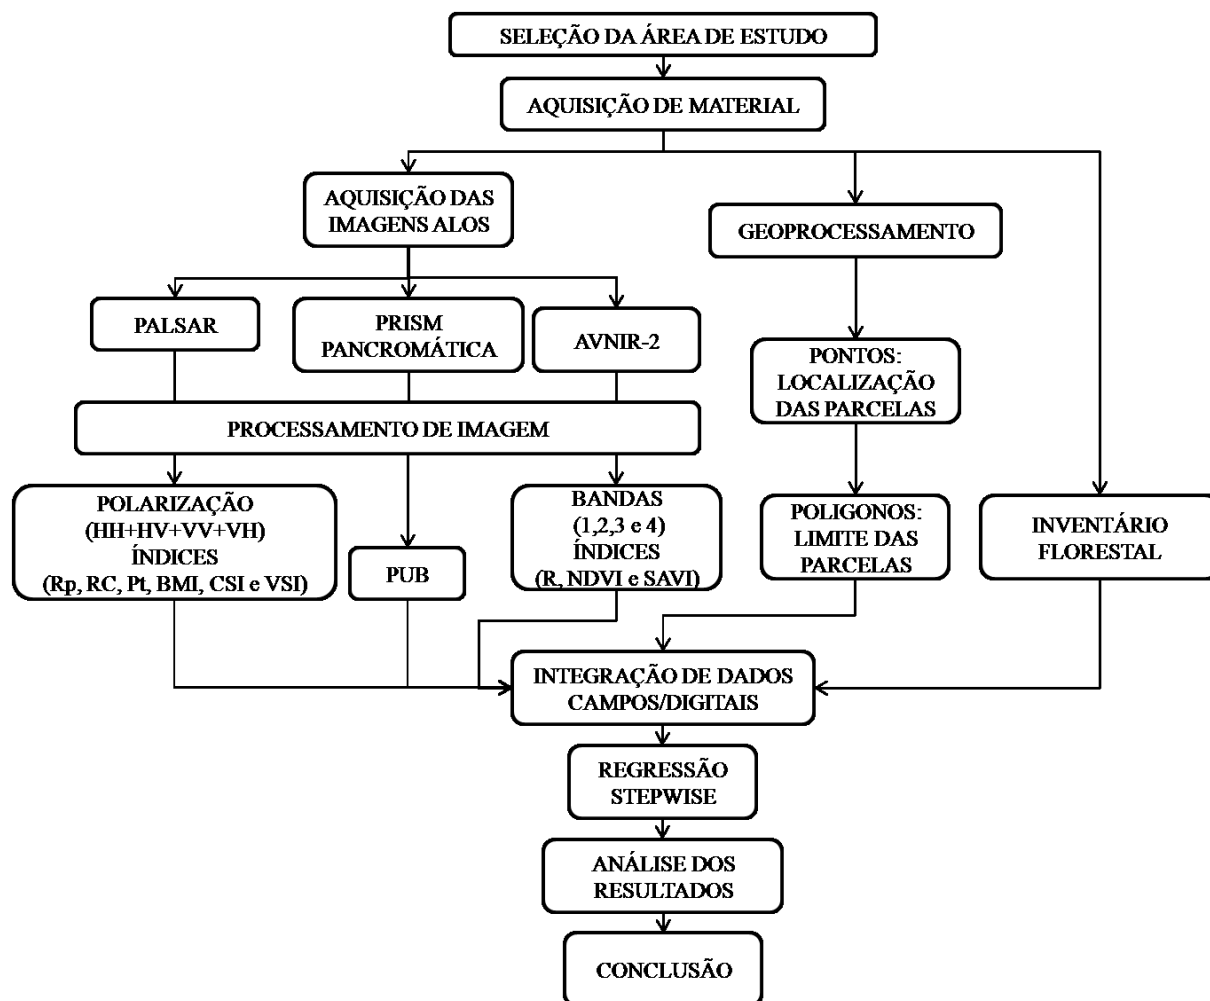 SELEÇÃO DA ÁREA DE ESTUDO
AQUISIÇÃO DE MATERIAL
AQUISIÇÃO DAS
IMAGENS ALOS
GEOPROCESSAMENTO
PALSAR
PRISM
PANCROMÁTICA
AVNIR-2
PONTOS:
LOCALIZAÇÃO
DAS PARCELAS
PROCESSAMENTO DE IMAGEM
POLARIZAÇÃO
(HH+HV+VV+VH)
ÍNDICES
(Rp, RC, Pt, BMI, CSI e VSI)
PUB
BANDAS
(1,2,3 e 4)
ÍNDICES
(R, NDVI e SAVI)
POLIGONOS:
LIMITE DAS
PARCELAS
INVENTÁRIO
FLORESTAL
INTEGRAÇÃO DE DADOS
CAMPOS/DIGITAIS
REGRESSÃO
STEPWISE
ANÁLISE DOS
RESULTADOS
CONCLUSÃO